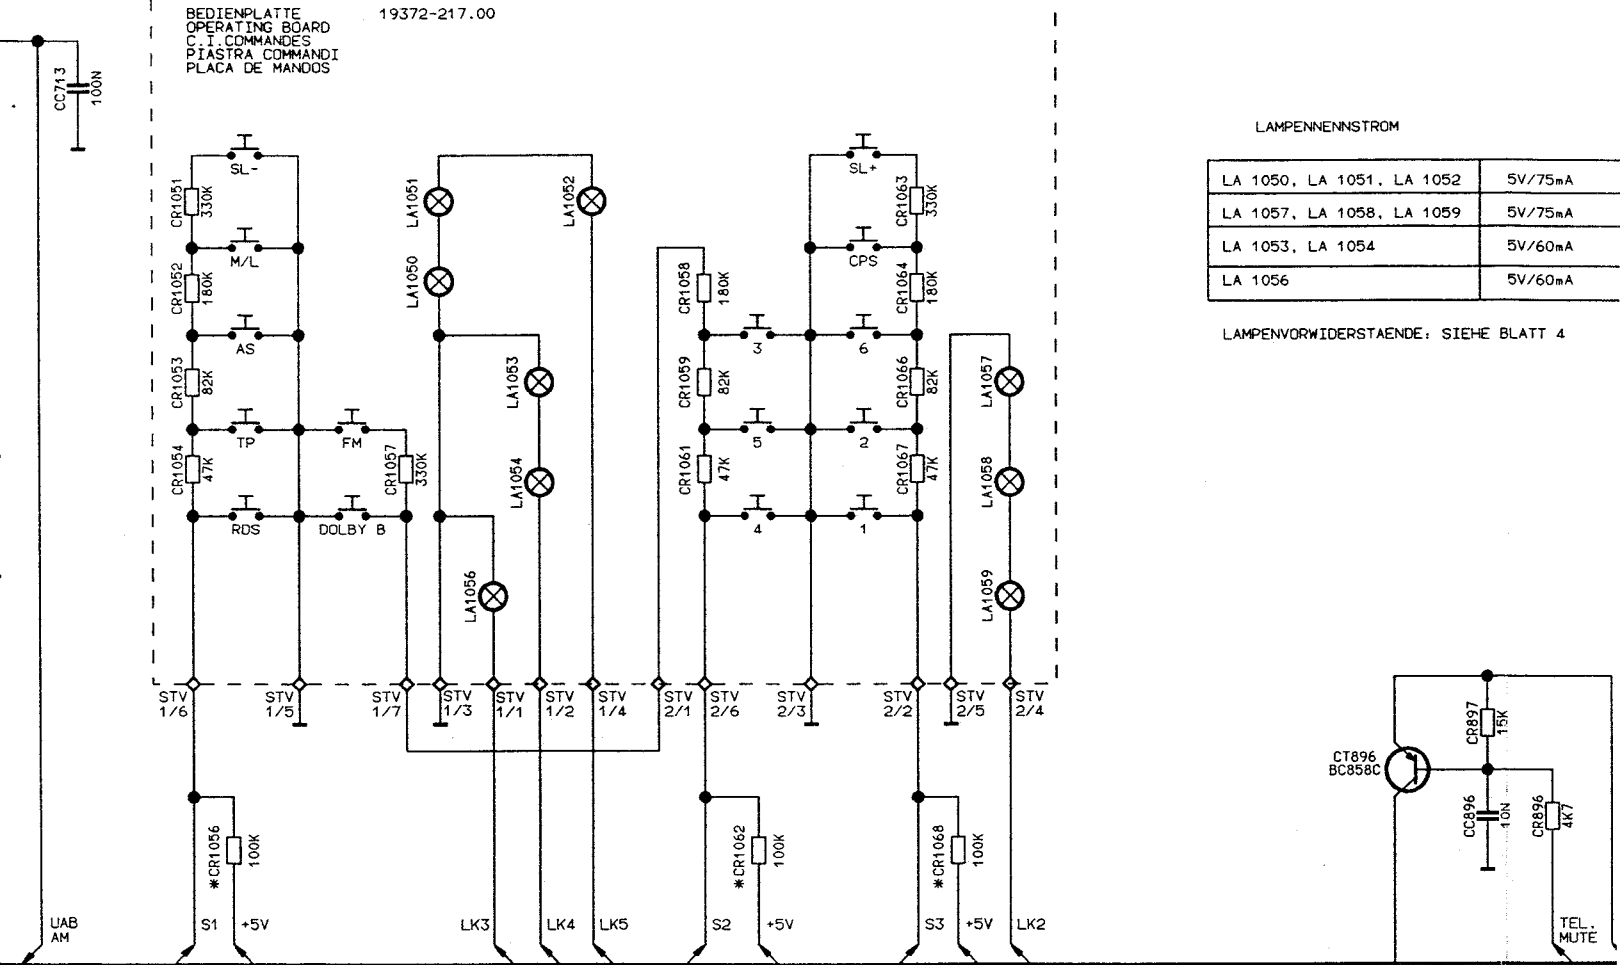 BEDIENPLATTE 19372-217.00
OPERATING BOARD
C.I.COMMANDES
PIASTRA COMMANDI
PLACA DE MANDOS
CC713
100N
LAMPENNENNSTROM
LA 1050, LA 1051, LA 1052 5V/75mA
LA 1057, LA 1058, LA 1059 5V/75mA
LA 1053, LA 1054 5V/60mA
LA 1056 5V/60mA
LAMPENVORWIDERSTAENDE: SIEHE BLATT 4
SL-
CR1051
330K
M/L
CR1052
180K
AS
CR1053
82K
TP
FM
CR1054
47K
CR1057
330K
RDS
DOLBY B
LA1051
LA1052
LA1050
LA1053
LA1054
LA1056
SL+
CR1063
330K
CPS
CR1058
180K
CR1064
180K
3
6
CR1059
82K
CR1066
82K
5
2
CR1061
47K
CR1067
47K
4
1
LA1057
LA1058
LA1059
STV
1/6
STV
1/5
STV
1/7
STV
1/3
STV
1/1
STV
1/2
STV
1/4
STV
2/1
STV
2/6
STV
2/3
STV
2/2
STV
2/5
STV
2/4
*CR1056
100K
*CR1062
100K
*CR1068
100K
CT896
BC858C
CR897
15K
CC896
10N
CR896
4K7
UAB
AM
S1
+5V
LK3
LK4
LK5
S2
+5V
S3
+5V
LK2
TEL.
MUTE